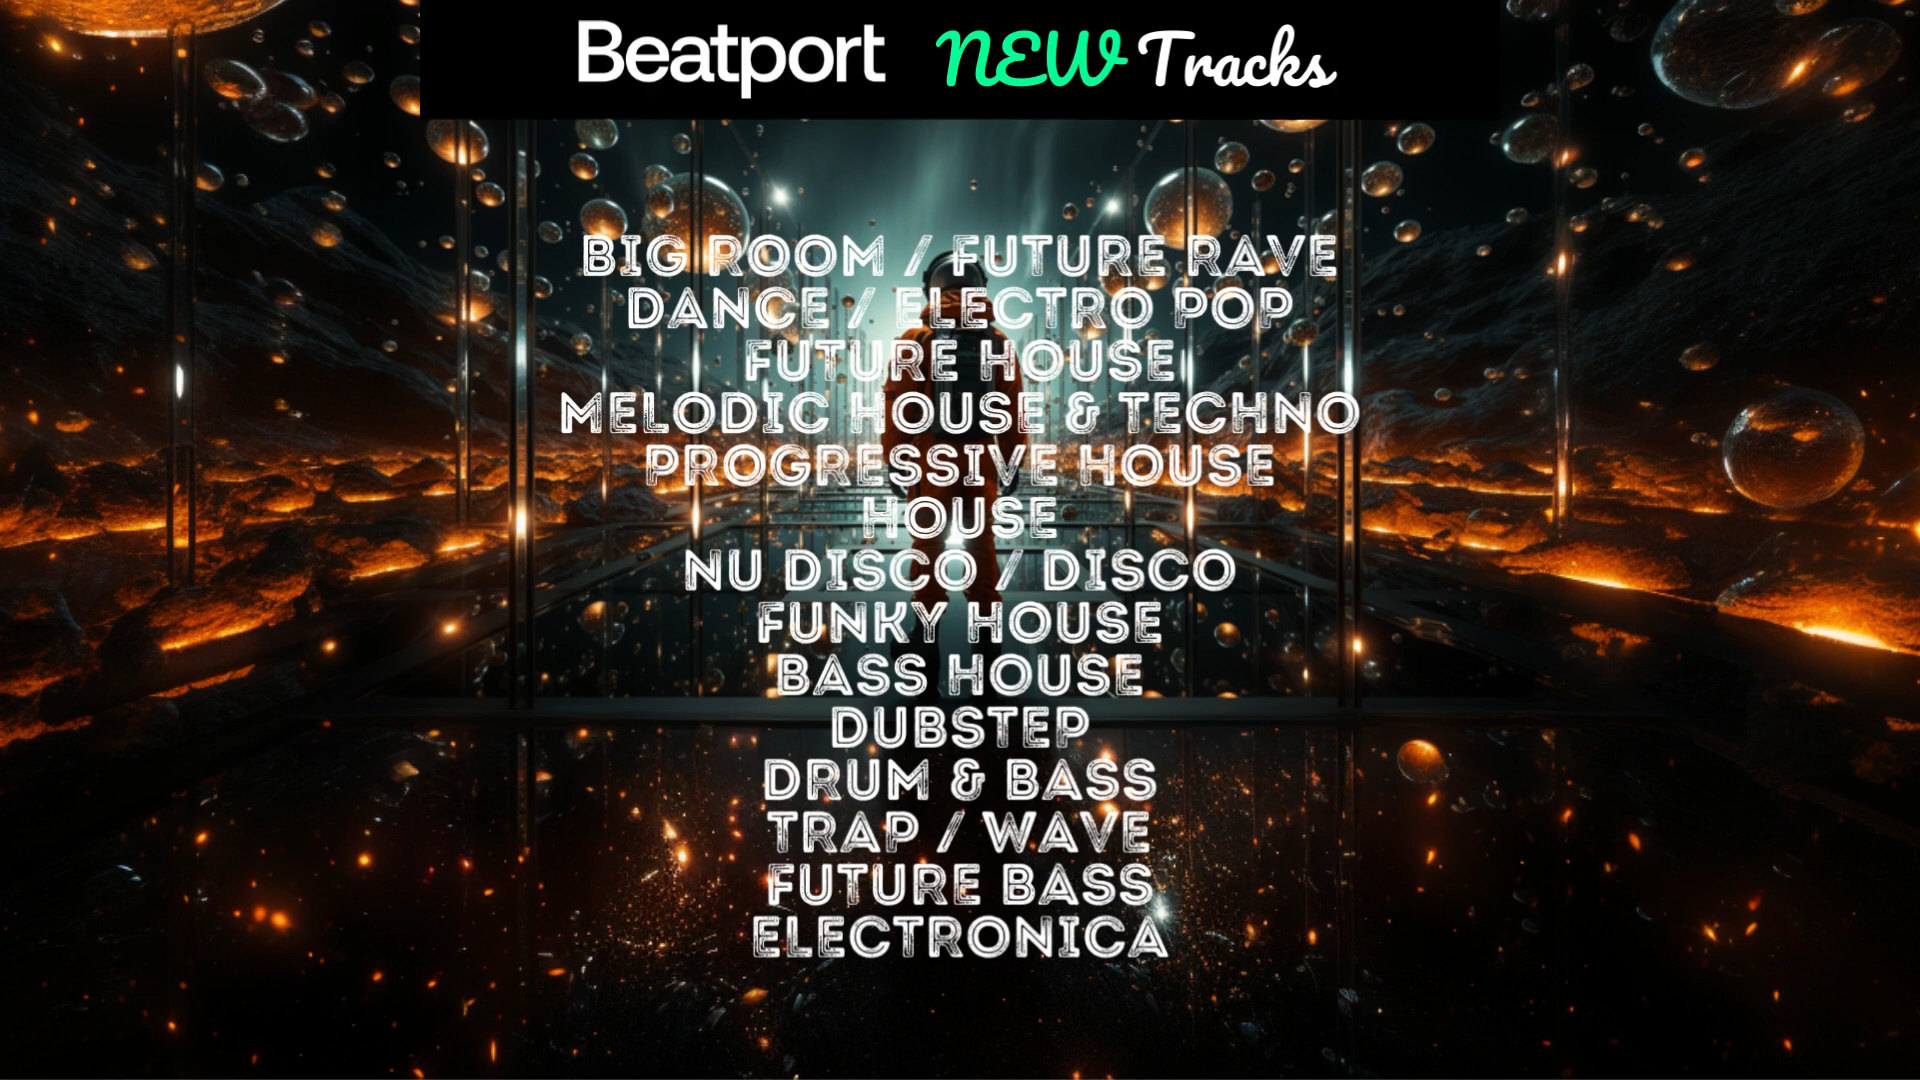 Beatport NEW Tracks
BIG ROOM / FUTURE RAVE
DANCE / ELECTRO POP
FUTURE HOUSE
MELODIC HOUSE & TECHNO
PROGRESSIVE HOUSE
HOUSE
NU DISCO / DISCO
FUNKY HOUSE
BASS HOUSE
DUBSTEP
DRUM & BASS
TRAP / WAVE
FUTURE BASS
ELECTRONICA